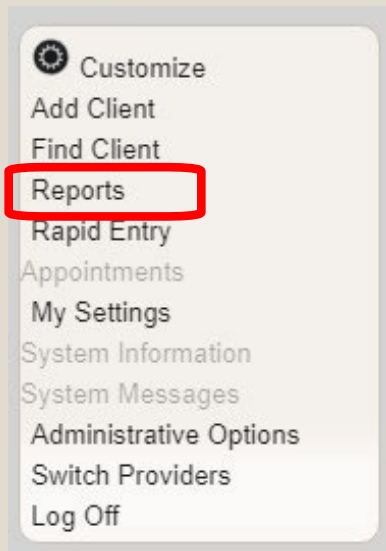 Customize
Add Client
Find Client
Reports
Rapid Entry
Appointments
My Settings
System Information
System Messages
Administrative Options
Switch Providers
Log Off